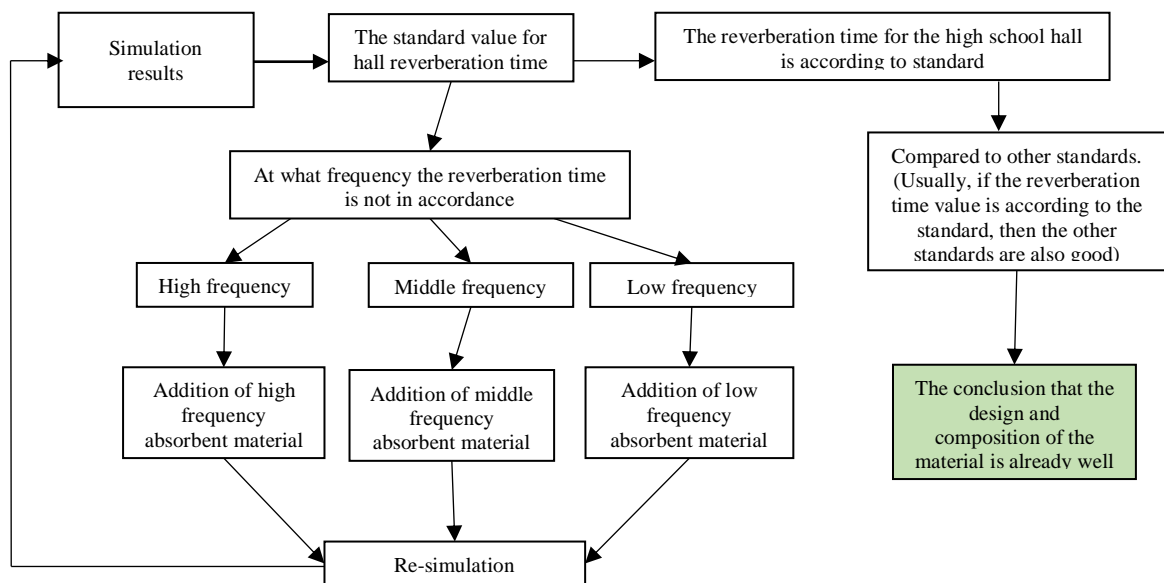 Simulation
results
The standard value for
hall reverberation time
The reverberation time for the high school hall
is according to standard
At what frequency the reverberation time
is not in accordance
Compared to other standards.
(Usually, if the reverberation
time value is according to the
standard, then the other
standards are also good)
High frequency
Middle frequency
Low frequency
Addition of high
frequency
absorbent material
Addition of middle
frequency
absorbent material
Addition of low
frequency
absorbent material
The conclusion that the
design and
composition of the
material is already well
Re-simulation